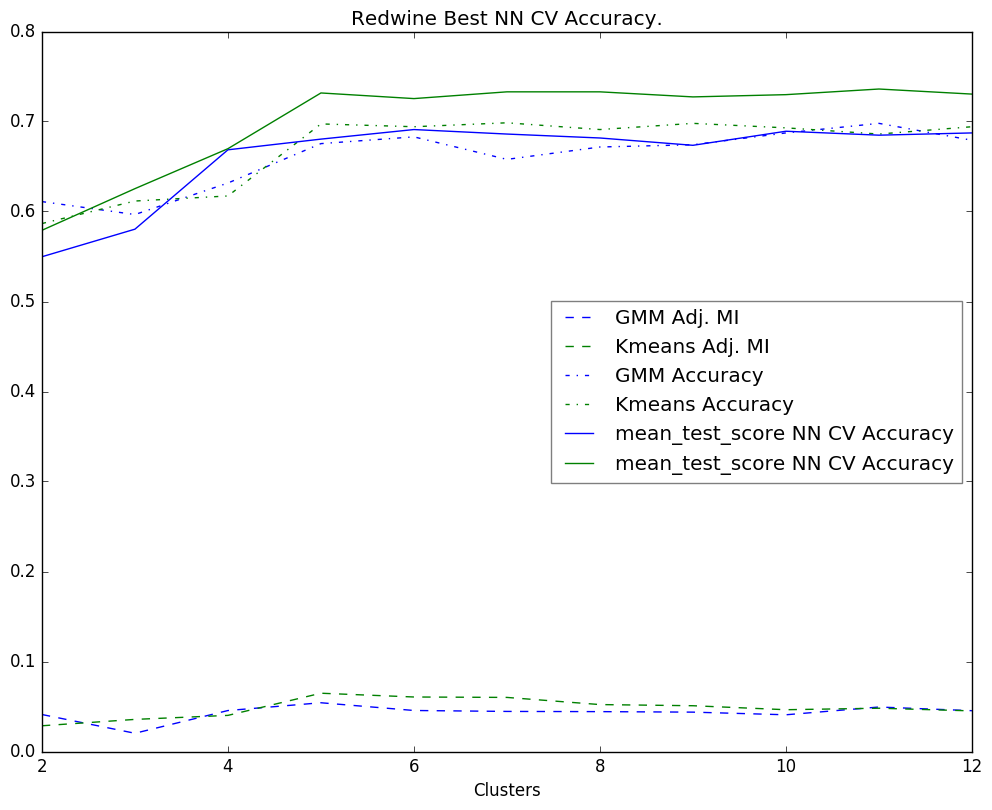 Redwine Best NN CV Accuracy.
0.8
0.7
0.6
0.5
0.4
0.3
0.2
0.1
0.0
GMM Adj. MI
Kmeans Adj. MI
GMM Accuracy
Kmeans Accuracy
mean_test_score NN CV Accuracy
mean_test_score NN CV Accuracy
2 4 6 8 10 12
Clusters